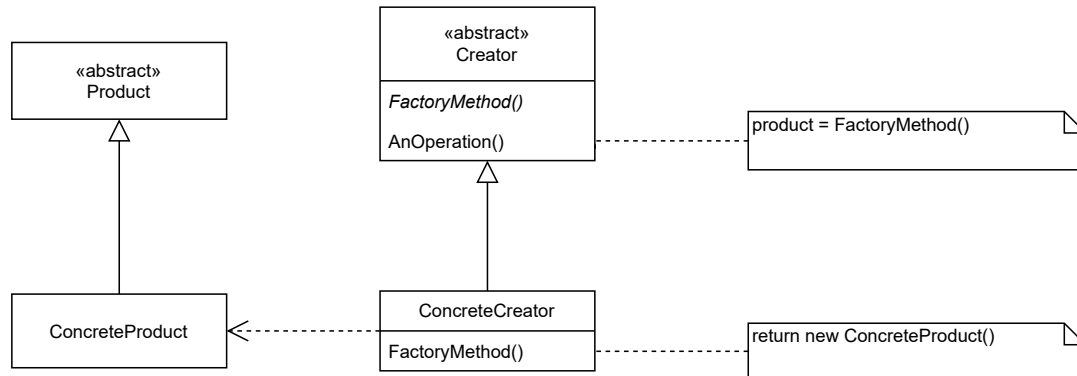 «abstract»
Product
«abstract»
Creator
FactoryMethod()
AnOperation()
product = FactoryMethod()
ConcreteProduct
ConcreteCreator
FactoryMethod()
return new ConcreteProduct()